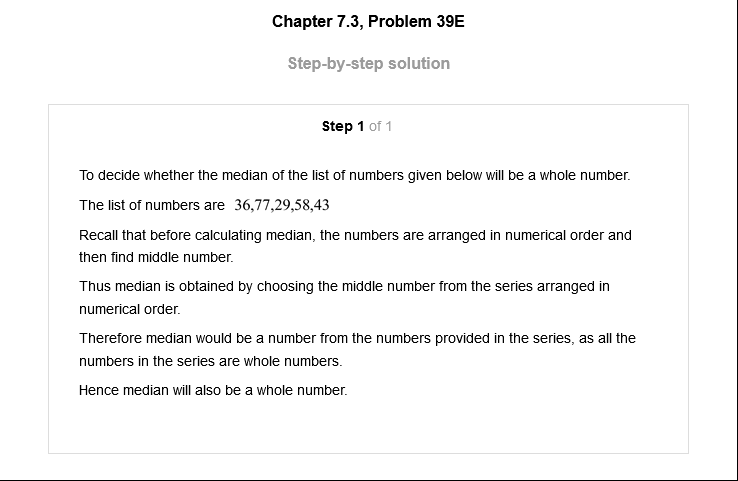 Chapter 7.3, Problem 39E
Step-by-step solution
Step 1 of 1
To decide whether the median of the list of numbers given below will be a whole number.
The list of numbers are 36,77,29,58,43
Recall that before calculating median, the numbers are arranged in numerical order and
then find middle number.
Thus median is obtained by choosing the middle number from the series arranged in
numerical order.
Therefore median would be a number from the numbers provided in the series, as all the
numbers in the series are whole numbers.
Hence median will also be a whole number.